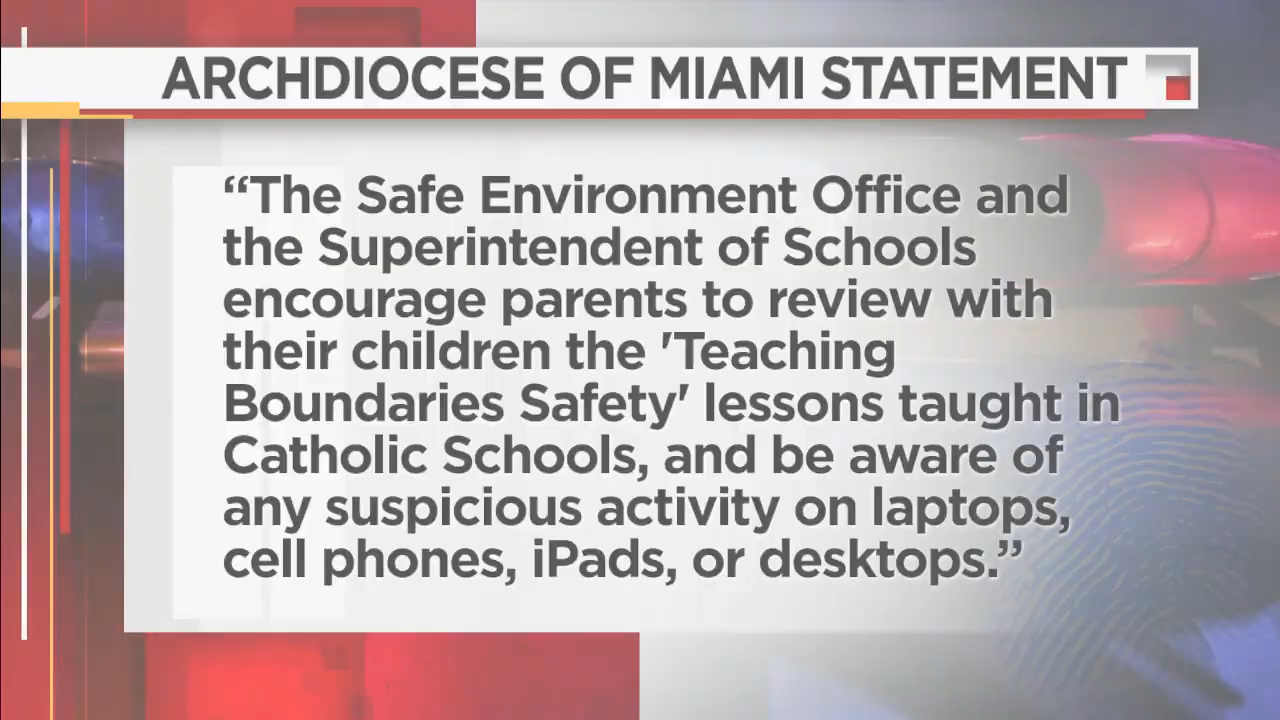 ARCHDIOCESE OF MIAMI STATEMENT
“The Safe Environment Office and
the Superintendent of Schools
encourage parents to review with
their children the 'Teaching
Boundaries Safety' lessons taught in
Catholic Schools, and be aware of
any suspicious activity on laptops,
cell phones, iPads, or desktops.”